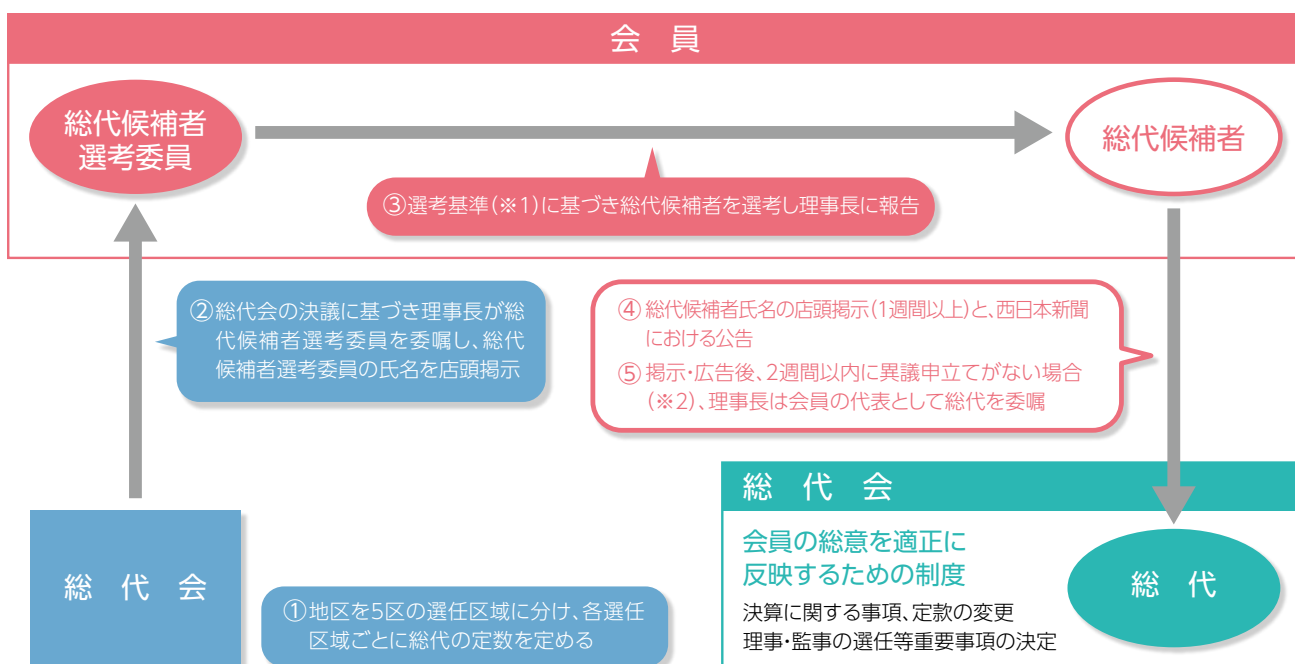 会 員
総代候補者
選考委員
総代候補者
③選考基準(※1)に基づき総代候補者を選考し理事長に報告
②総代会の決議に基づき理事長が総
代候補者選考委員を委嘱し、総代
候補者選考委員の氏名を店頭掲示
④ 総代候補者氏名の店頭掲示(1週間以上)と、西日本新聞
における公告
⑤ 掲示・広告後、2週間以内に異議申立てがない場合
(※2)、理事長は会員の代表として総代を委嘱
総 代 会
①地区を5区の選任区域に分け、各選任
区域ごとに総代の定数を定める
総 代 会
会員の総意を適正に
反映するための制度
決算に関する事項、定款の変更
理事・監事の選任等重要事項の決定
総 代